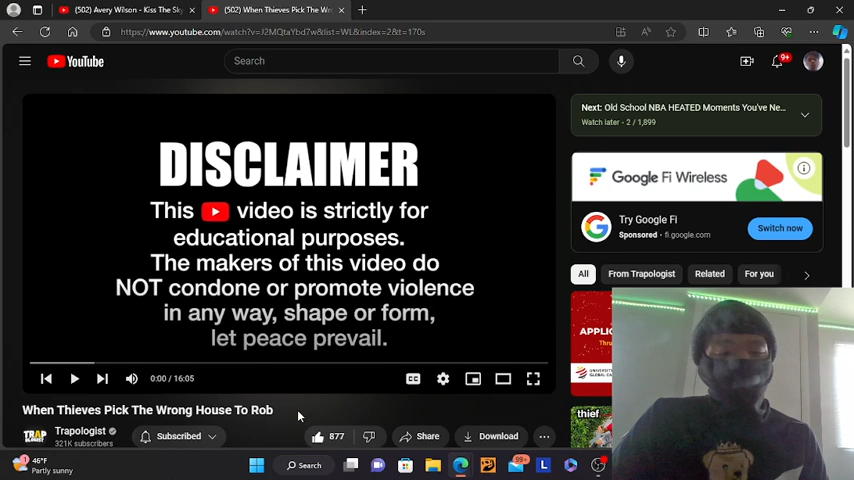 (502) Avery Wilson - Kiss The Sky
(502) When Thieves Pick The Wro
https://www.youtube.com/watch?v=J2MQtaYbd7w&list=WL&index=2&t=170s
YouTube
Search
9+
DISCLAIMER
This video is strictly for
educational purposes.
The makers of this video do
NOT condone or promote violence
in any way, shape or form,
let peace prevail.
0:00 / 16:05
CC
When Thieves Pick The Wrong House To Rob
Trapologist
321K subscribers
TRAP
Subscribed
877
Share
Download
Next: Old School NBA HEATED Moments You've Ne...
Watch later - 2 / 1,899
Google Fi Wireless
Try Google Fi
Sponsored · fi.google.com
Switch now
All
From Trapologist
Related
For you
thief
46°F
Partly sunny
Search
99+